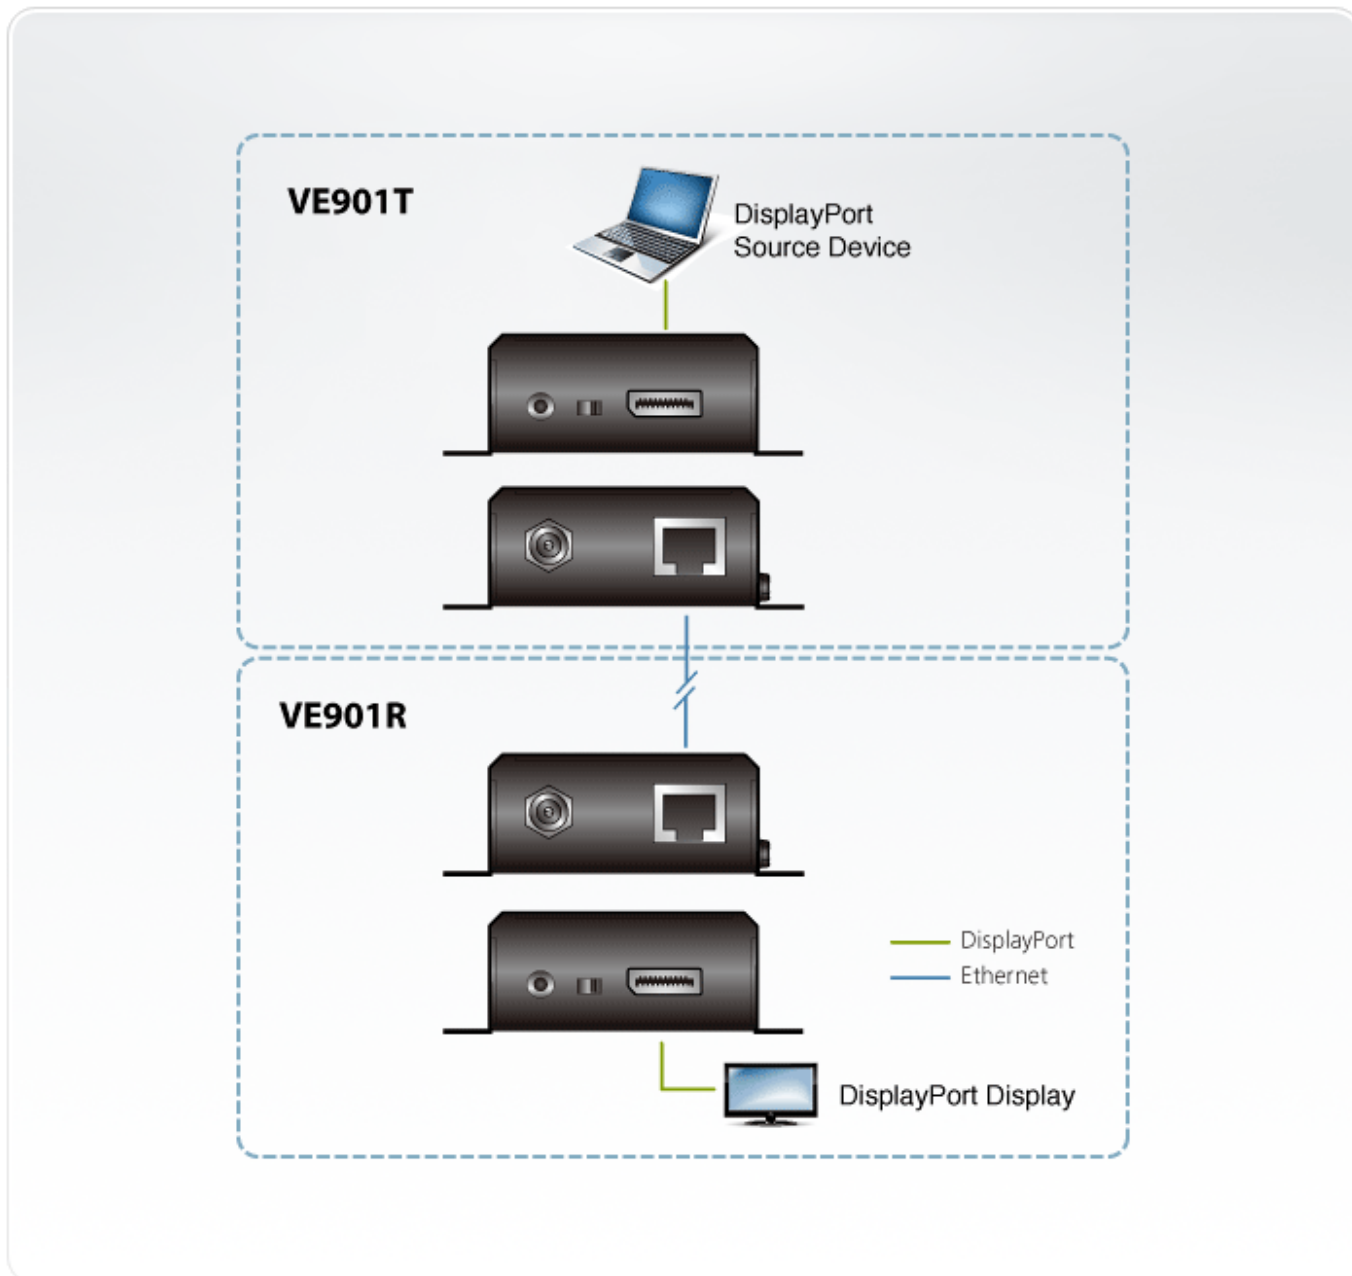 VE901T
DisplayPort
Source Device
VE901R
DisplayPort
Ethernet
DisplayPort Display